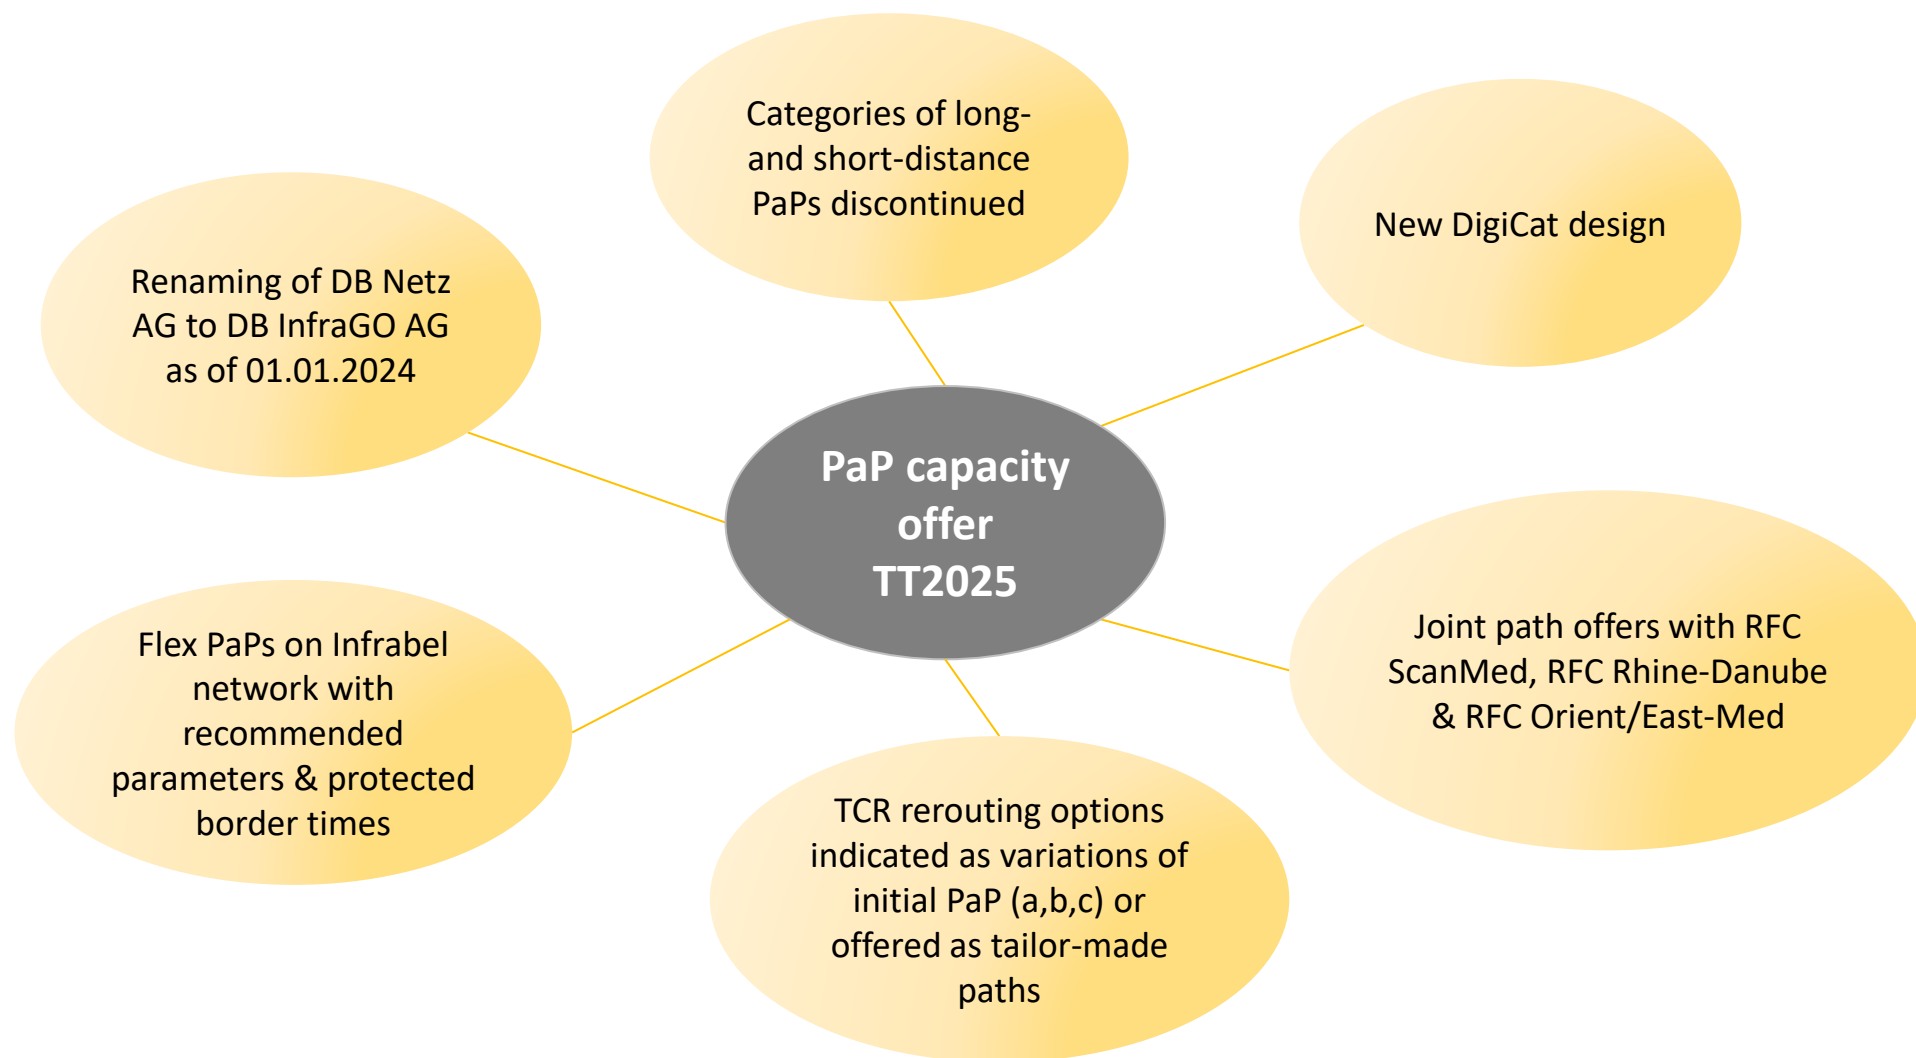 Categories of long-
and short-distance
PaPs discontinued
New DigiCat design
Renaming of DB Netz
AG to DB InfraGO AG
as of 01.01.2024
PaP capacity
offer
TT2025
Flex PaPs on Infrabel
network with
recommended
parameters & protected
border times
Joint path offers with RFC
ScanMed, RFC Rhine-Danube
& RFC Orient/East-Med
TCR rerouting options
indicated as variations of
initial PaP (a,b,c) or
offered as tailor-made
paths